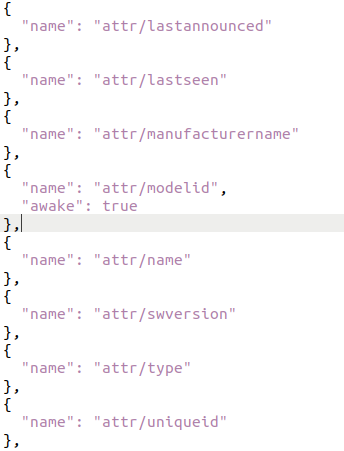 {
  "name": "attr/lastannounced"
},
{
  "name": "attr/lastseen"
},
{
  "name": "attr/manufacturername"
},
{
  "name": "attr/modelid",
  "awake": true
},
{
  "name": "attr/name"
},
{
  "name": "attr/swversion"
},
{
  "name": "attr/type"
},
{
  "name": "attr/uniqueid"
},